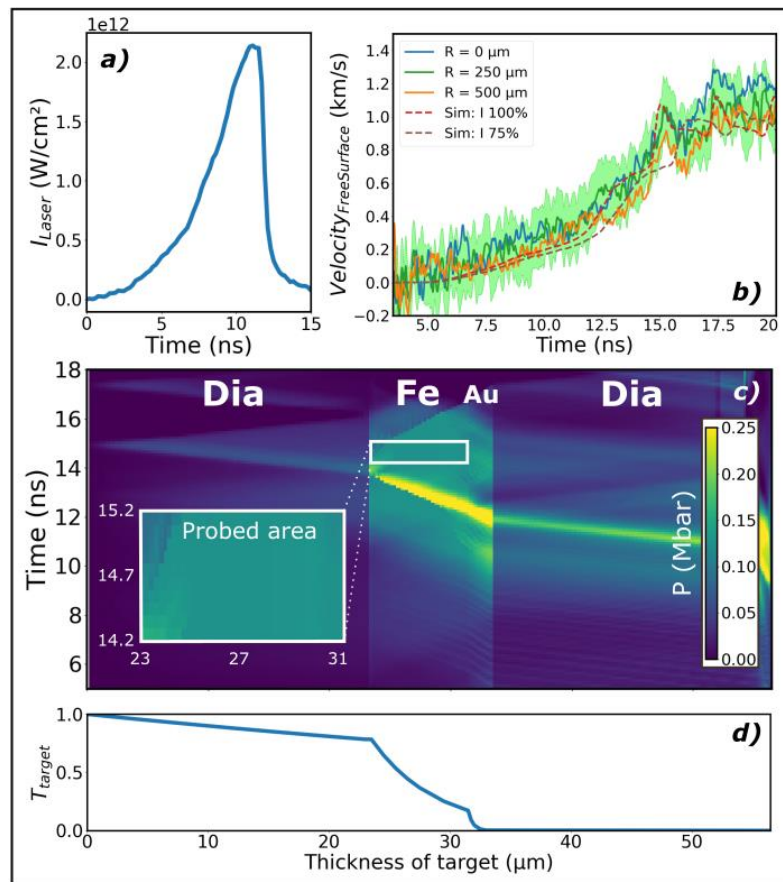 1e12
a)
2.0
1.5
1.0
0.5
0.0
I_Laser (W/cm²)
0
5
10
15
Time (ns)
R = 0 μm
R = 250 μm
R = 500 μm
Sim: I 100%
Sim: I 75%
1.4
1.2
1.0
0.8
0.6
0.4
0.2
0.0
−0.2
Velocity_FreeSurface (km/s)
b)
5.0
7.5
10.0
12.5
15.0
17.5
20.0
Time (ns)
18
16
14
12
10
8
6
Time (ns)
Dia
Fe
Au
Dia
c)
Probed area
15.2
14.7
14.2
23
27
31
P (Mbar)
0.25
0.20
0.15
0.10
0.05
0.00
d)
1.0
0.5
0.0
T_target
0
10
20
30
40
50
Thickness of target (μm)